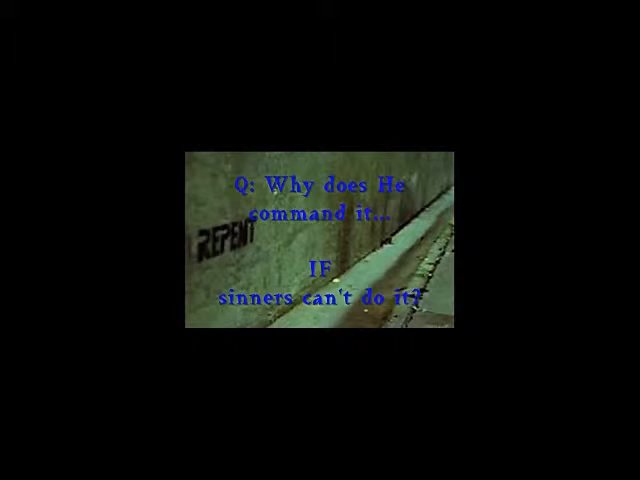 Q: Why does He
command it...
REPENT
IF
sinners can't do it?